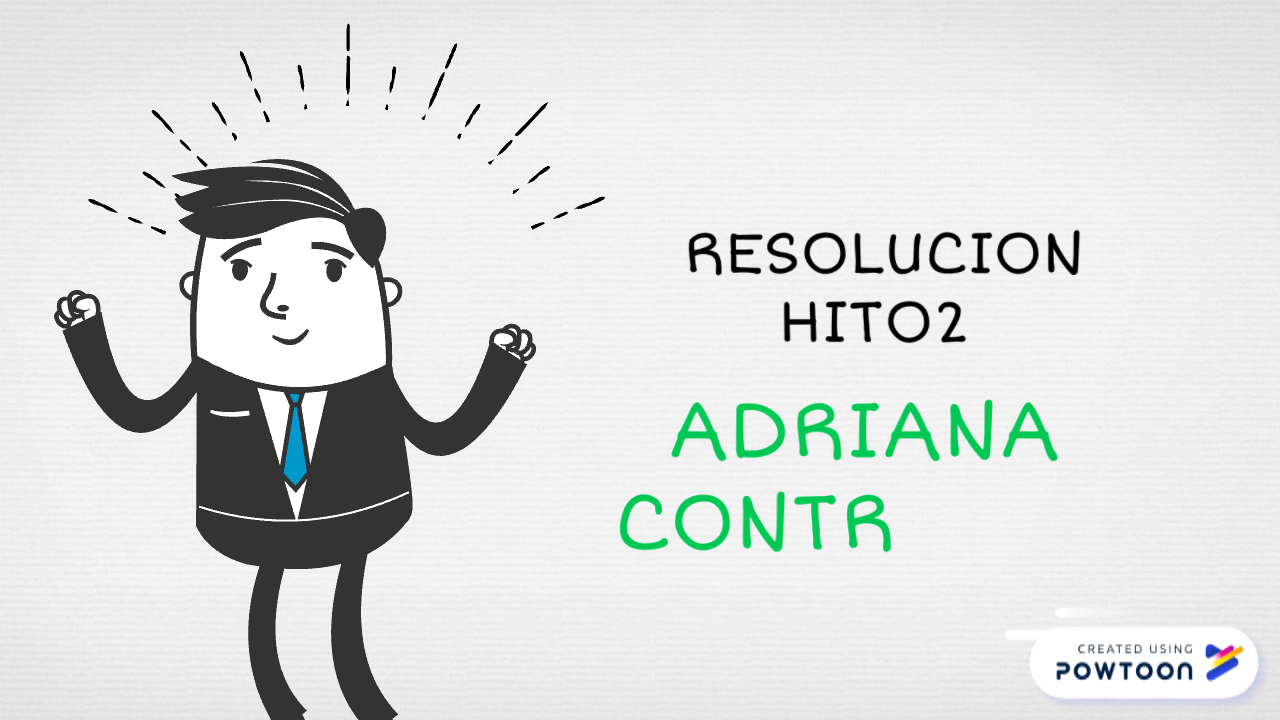 RESOLUCION
HITO2
ADRIANA
CONTR
CREATED USING
POWTOON